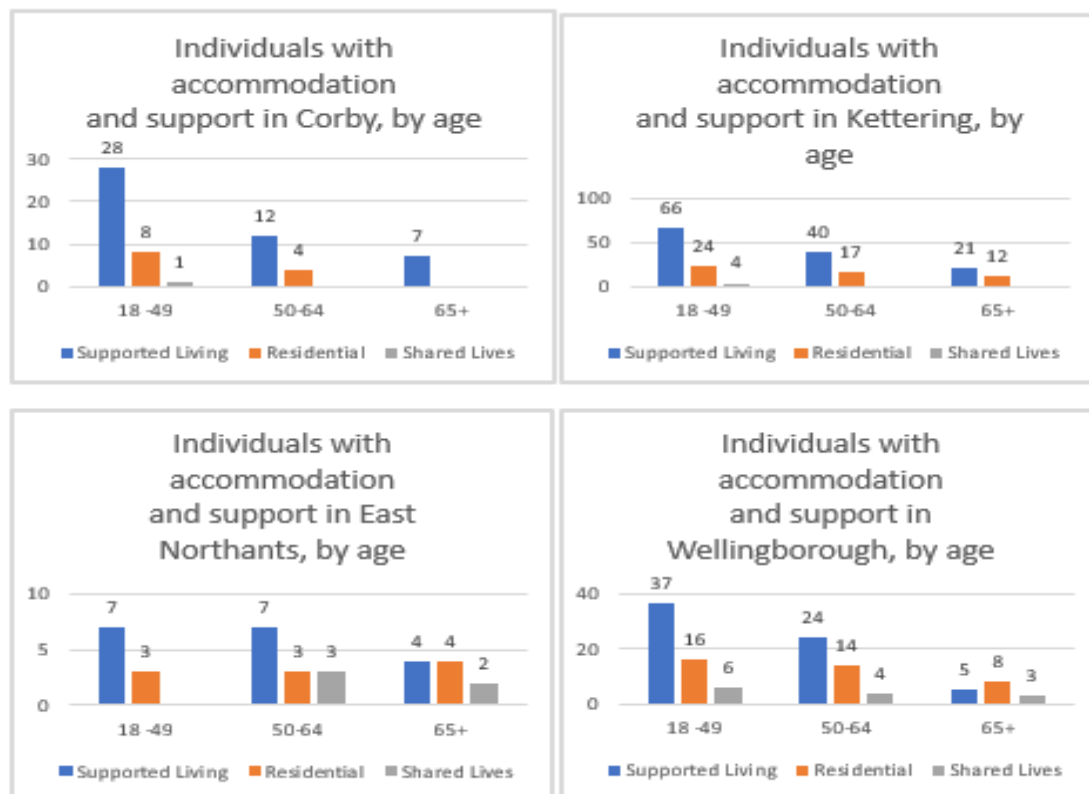 Individuals with
accommodation
and support in Corby, by age
30
20
10
0
28
8
1
12
4
7
18 -49
50-64
65+
Supported Living
Residential
Shared Lives
Individuals with
accommodation
and support in Kettering, by
age
100
50
0
66
24
4
40
17
21
12
18 -49
50-64
65+
Supported Living
Residential
Shared Lives
Individuals with
accommodation
and support in East
Northants, by age
10
5
0
7
3
7
3
3
4
4
2
18 -49
50-64
65+
Supported Living
Residential
Shared Lives
Individuals with
accommodation
and support in
Wellingborough, by age
40
20
0
37
16
6
24
14
4
5
8
3
18 -49
50-64
65+
Supported Living
Residential
Shared Lives